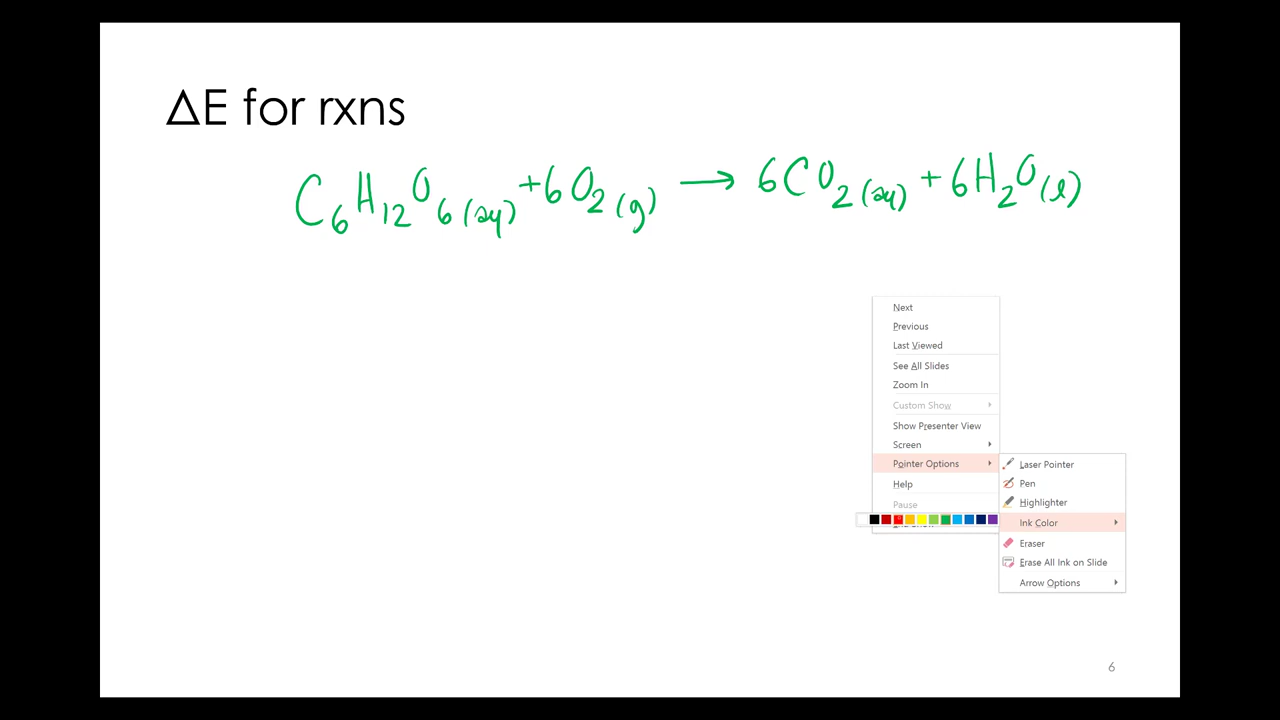 ΔE for rxns
C₆H₁₂O₆(aq) + 6O₂(g) → 6CO₂(aq) + 6H₂O(l)
Next
Previous
Last Viewed
See All Slides
Zoom In
Custom Show
Show Presenter View
Screen
Pointer Options
Help
Pause
Laser Pointer
Pen
Highlighter
Ink Color
Eraser
Erase All Ink on Slide
Arrow Options
6